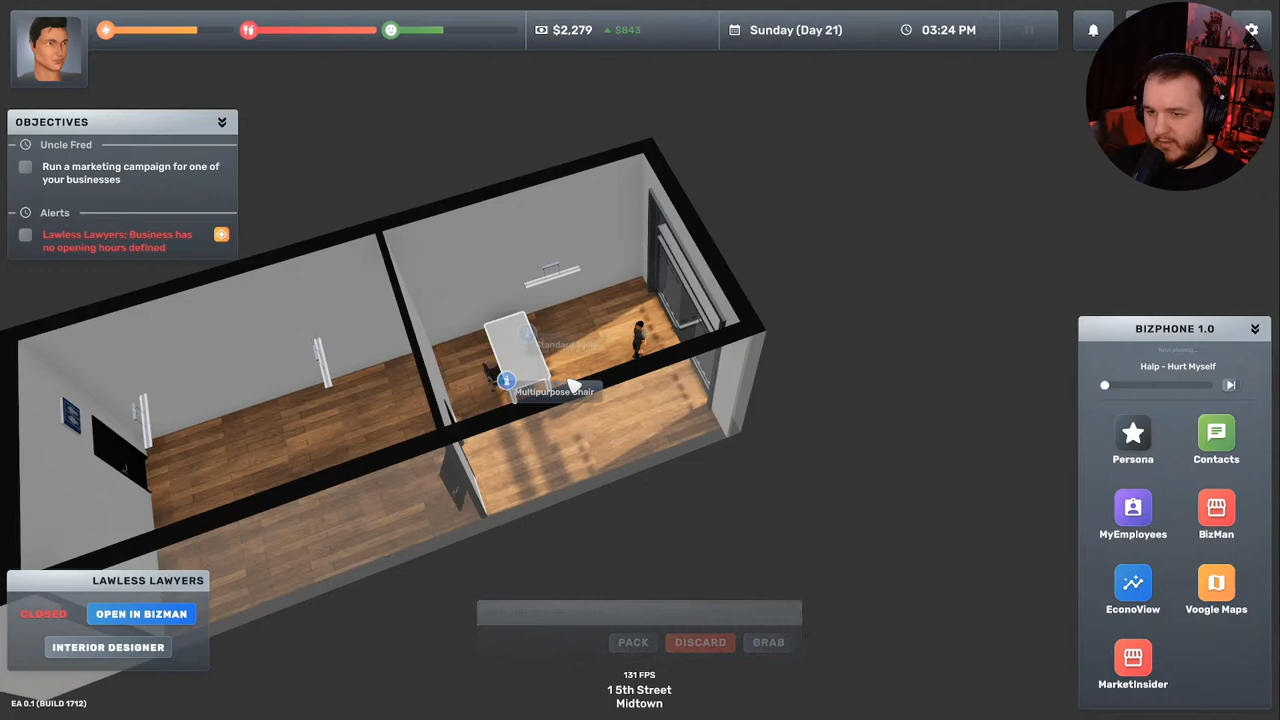 $2,279 ▲ $843
Sunday (Day 21)
03:24 PM
OBJECTIVES
Uncle Fred
Run a marketing campaign for one of
your businesses
Alerts
Lawless Lawyers: Business has
no opening hours defined
Multipurpose Chair
BIZPHONE 1.0
Now playing...
Halp - Hurt Myself
Persona
Contacts
MyEmployees
BizMan
EconoView
Voogle Maps
MarketInsider
LAWLESS LAWYERS
CLOSED
OPEN IN BIZMAN
INTERIOR DESIGNER
PACK
DISCARD
GRAB
131 FPS
1 5th Street
Midtown
EA 0.1 (BUILD 1712)